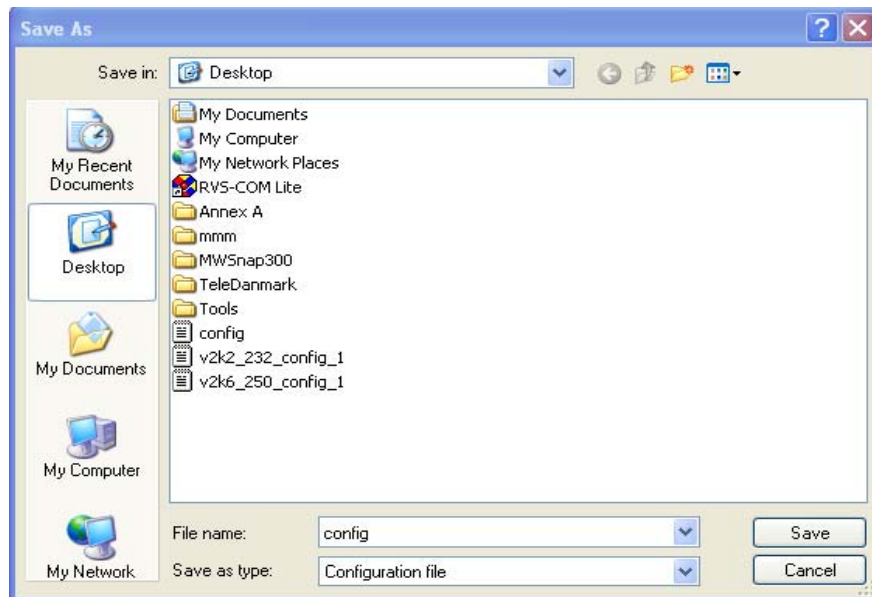 Save As
Save in:
Desktop
My Recent
Documents
Desktop
My Documents
My Computer
My Network
My Documents
My Computer
My Network Places
RVS-COM Lite
Annex A
mmm
MWSnap300
TeleDanmark
Tools
config
v2k2_232_config_1
v2k6_250_config_1
File name:
config
Save
Save as type:
Configuration file
Cancel